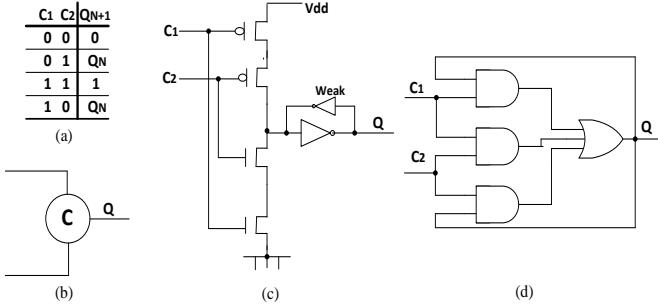 C1 C2 QN+1
0 0 0
0 1 QN
1 1 1
1 0 QN
(a)
C
Q
(b)
Vdd
C1
C2
Weak
Q
(c)
C1
C2
Q
(d)